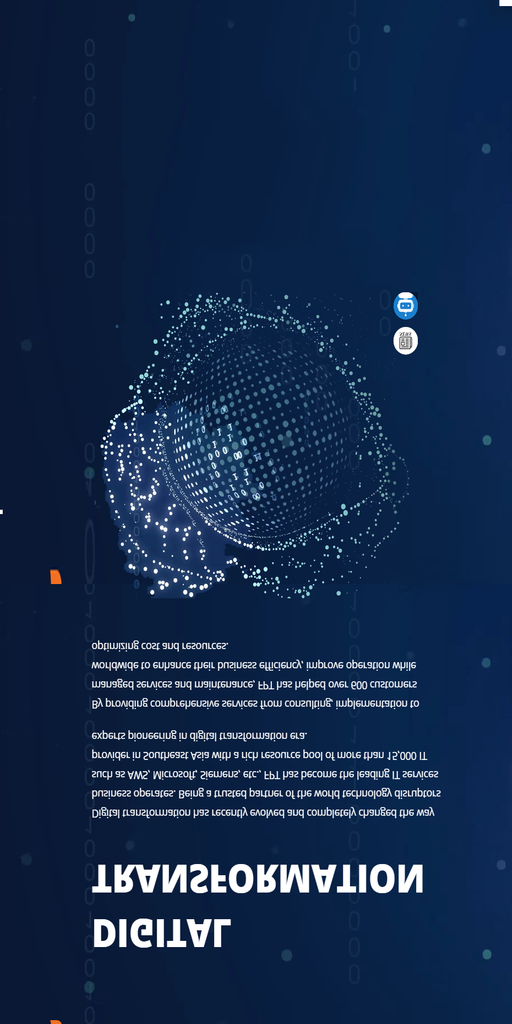 DIGITAL
TRANSFORMATION
Digital transformation has recently evolved and completely changed the way
business operates. Being a trusted partner of the world technology disruptors
such as AWS, Microsoft, Siemens, etc., FPT has become the leading IT services
provider in Southeast Asia with a rich resource pool of more than 15,000 IT
experts pioneering in digital transformation era.
By providing comprehensive services from consulting, implementation to
managed services and maintenance, FPT has helped over 600 customers
worldwide to enhance their business efficiency, improve operation while
optimizing cost and resources.